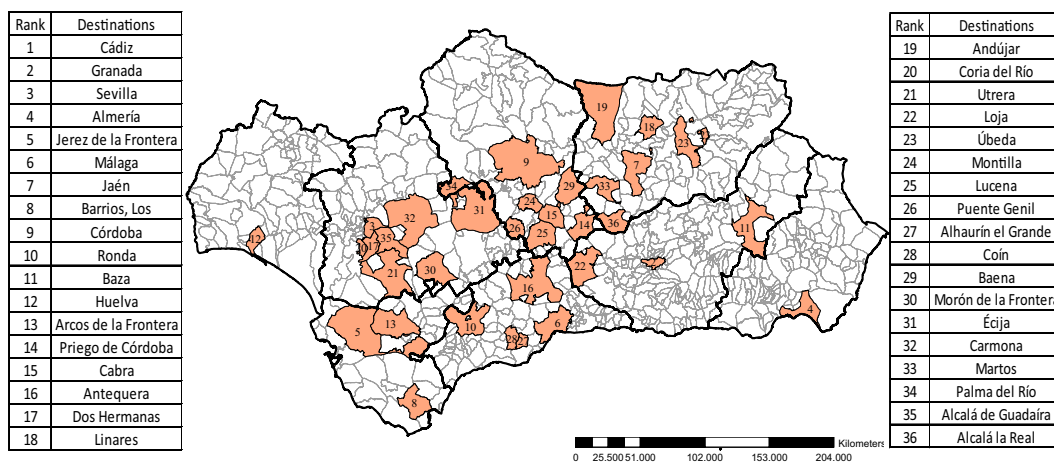 Rank Destinations
1 Cádiz
2 Granada
3 Sevilla
4 Almería
5 Jerez de la Frontera
6 Málaga
7 Jaén
8 Barrios, Los
9 Córdoba
10 Ronda
11 Baza
12 Huelva
13 Arcos de la Frontera
14 Priego de Córdoba
15 Cabra
16 Antequera
17 Dos Hermanas
18 Linares
19
18
23
7
9
29
33
34
24
31
15
32
14
36
26
25
3
35
17
11
12
22
21
30
16
4
13
10
5
6
28
27
8
Kilometers
0 25.500 51.000 102.000 153.000 204.000
Rank Destinations
19 Andújar
20 Coria del Río
21 Utrera
22 Loja
23 Úbeda
24 Montilla
25 Lucena
26 Puente Genil
27 Alhaurín el Grande
28 Coín
29 Baena
30 Morón de la Frontera
31 Écija
32 Carmona
33 Martos
34 Palma del Río
35 Alcalá de Guadaíra
36 Alcalá la Real